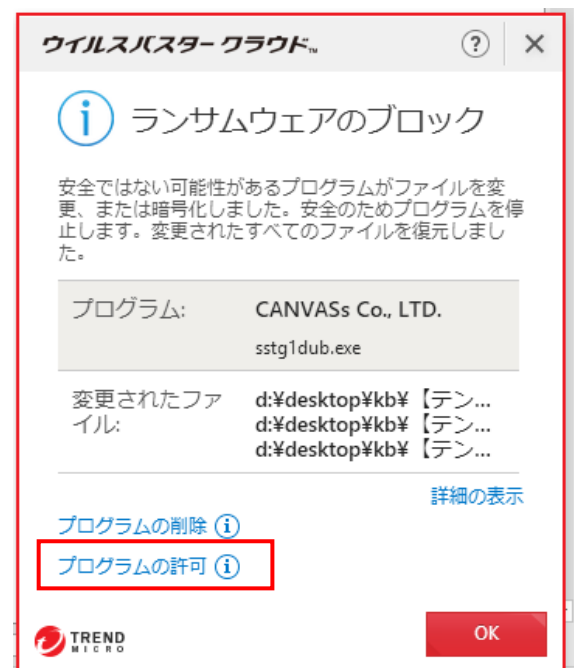 ウイルスバスター クラウド™
?
×
i ランサムウェアのブロック
安全ではない可能性があるプログラムがファイルを変
更、または暗号化しました。安全のためプログラムを停
止します。変更されたすべてのファイルを復元しまし
た。
プログラム: CANVASs Co., LTD.
sstg1dub.exe
変更されたファ
イル:
d:¥desktop¥kb¥【テン...
d:¥desktop¥kb¥【テン...
d:¥desktop¥kb¥【テン...
詳細の表示
プログラムの削除 i
プログラムの許可 i
TREND
MICRO
OK